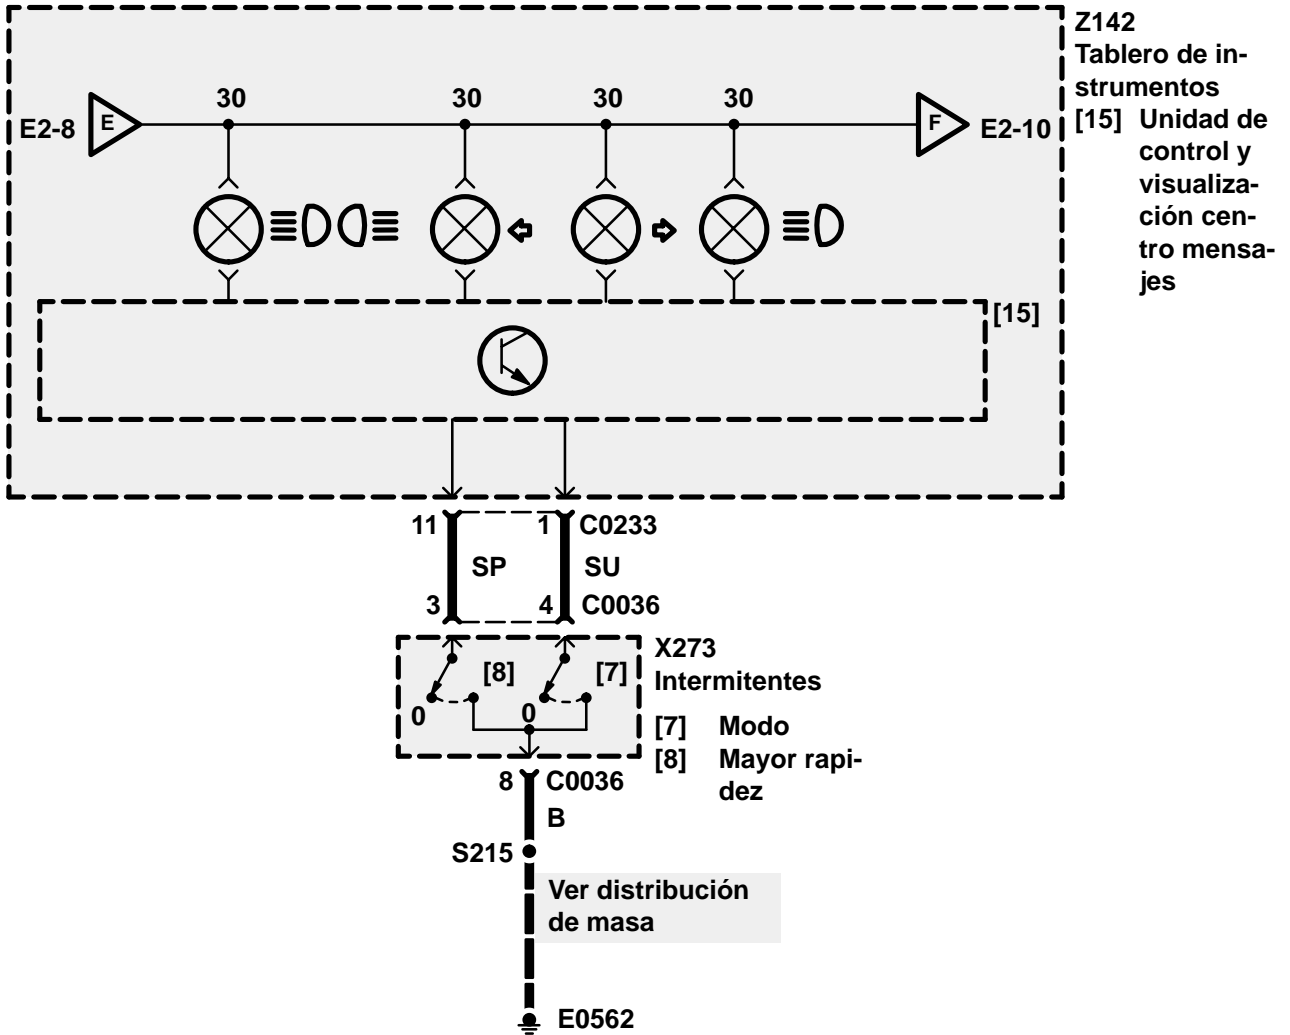 Z142
Tablero de in-
strumentos
[15] Unidad de
control y
visualiza-
ción cen-
tro mensa-
jes
30 30 30 30
E2-8 E F E2-10
[15]
11 1 C0233
SP SU
3 4 C0036
X273
Intermitentes
[8] [7]
0 0
[7] Modo
[8] Mayor rapi-
dez
8 C0036
B
S215
Ver distribución
de masa
E0562